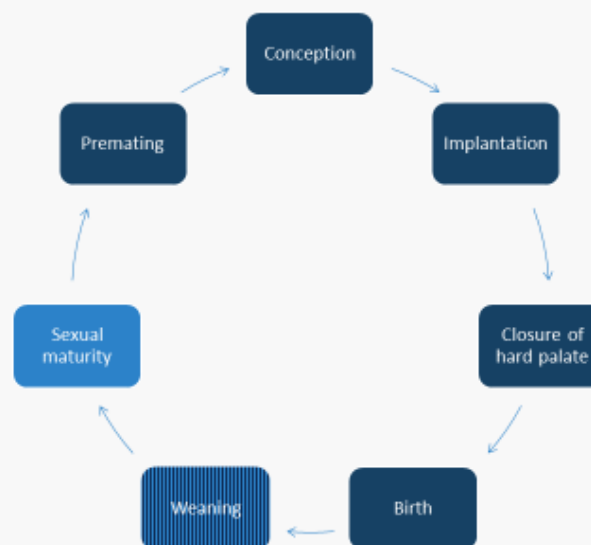 Conception
Implantation
Closure of
hard palate
Birth
Weaning
Sexual
maturity
Premating